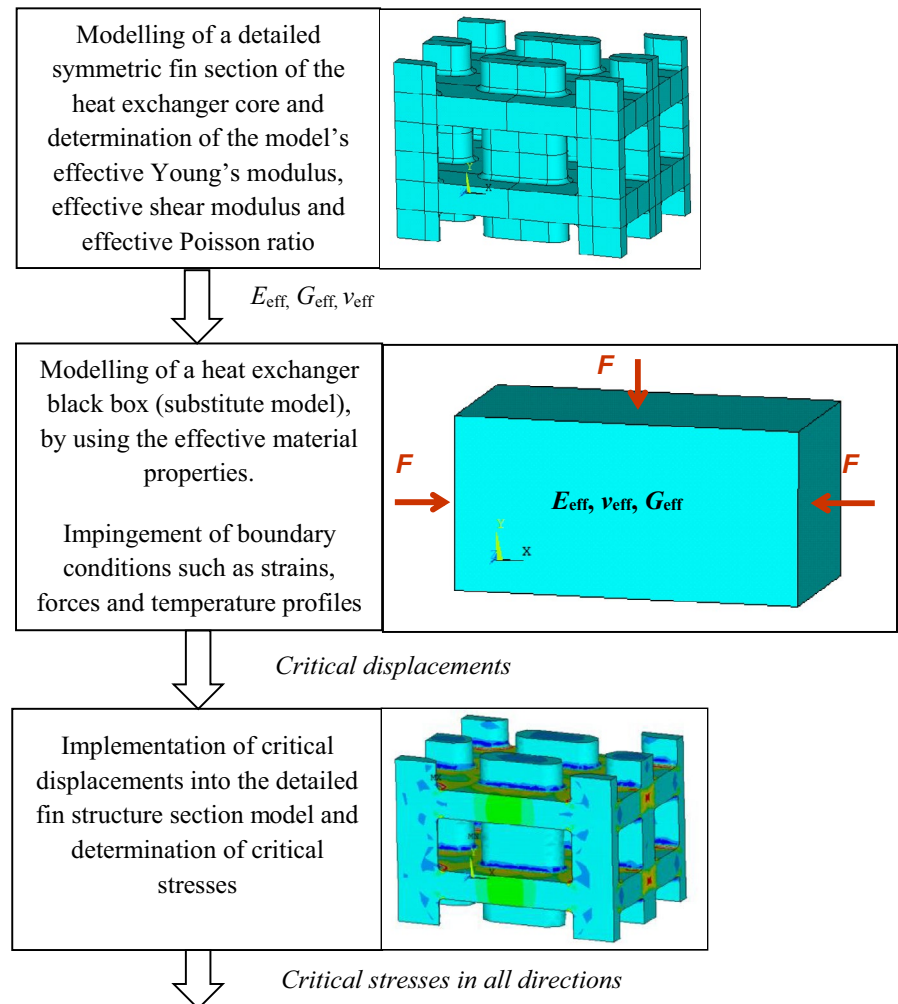 Modelling of a detailed
symmetric fin section of the
heat exchanger core and
determination of the model’s
effective Young’s modulus,
effective shear modulus and
effective Poisson ratio
Y
X
Eeff, Geff, νeff
Modelling of a heat exchanger
black box (substitute model),
by using the effective material
properties.
Impingement of boundary
conditions such as strains,
forces and temperature profiles
F
F
F
Eeff, νeff, Geff
Y
X
Critical displacements
Implementation of critical
displacements into the detailed
fin structure section model and
determination of critical
stresses
X
Critical stresses in all directions